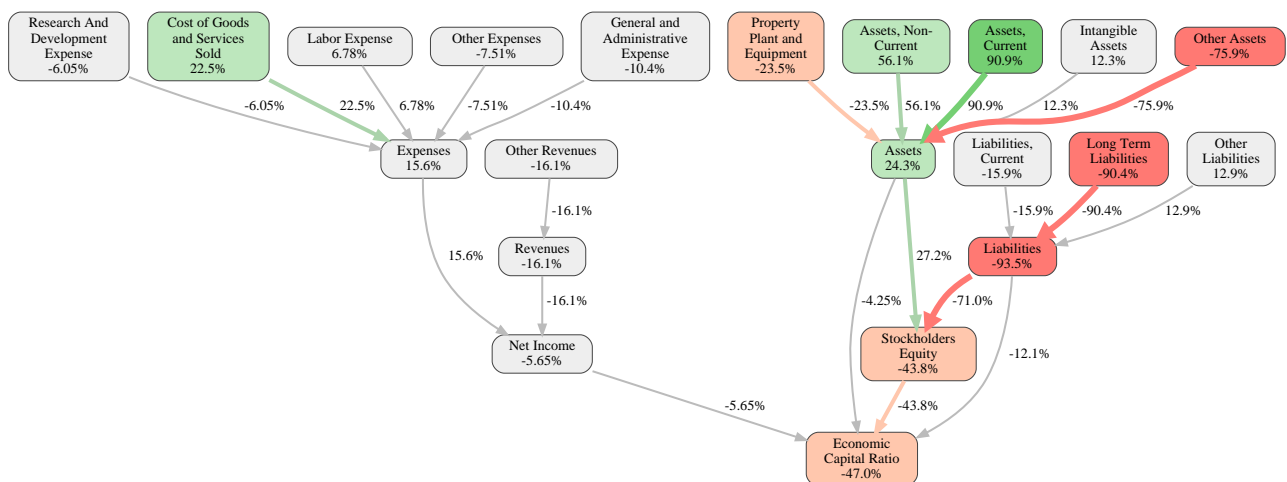 Research And
Development
Expense
-6.05%
Cost of Goods
and Services
Sold
22.5%
Labor Expense
6.78%
Other Expenses
-7.51%
General and
Administrative
Expense
-10.4%
Property
Plant and
Equipment
-23.5%
Assets, Non-
Current
56.1%
Assets,
Current
90.9%
Intangible
Assets
12.3%
Other Assets
-75.9%
-6.05%
22.5%
6.78%
-7.51%
-10.4%
-23.5%
56.1%
90.9%
12.3%
-75.9%
Expenses
15.6%
Other Revenues
-16.1%
Assets
24.3%
Liabilities,
Current
-15.9%
Long Term
Liabilities
-90.4%
Other
Liabilities
12.9%
-16.1%
-15.9%
-90.4%
12.9%
15.6%
Revenues
-16.1%
27.2%
Liabilities
-93.5%
-16.1%
-4.25%
-71.0%
Net Income
-5.65%
Stockholders
Equity
-43.8%
-12.1%
-5.65%
-43.8%
Economic
Capital Ratio
-47.0%